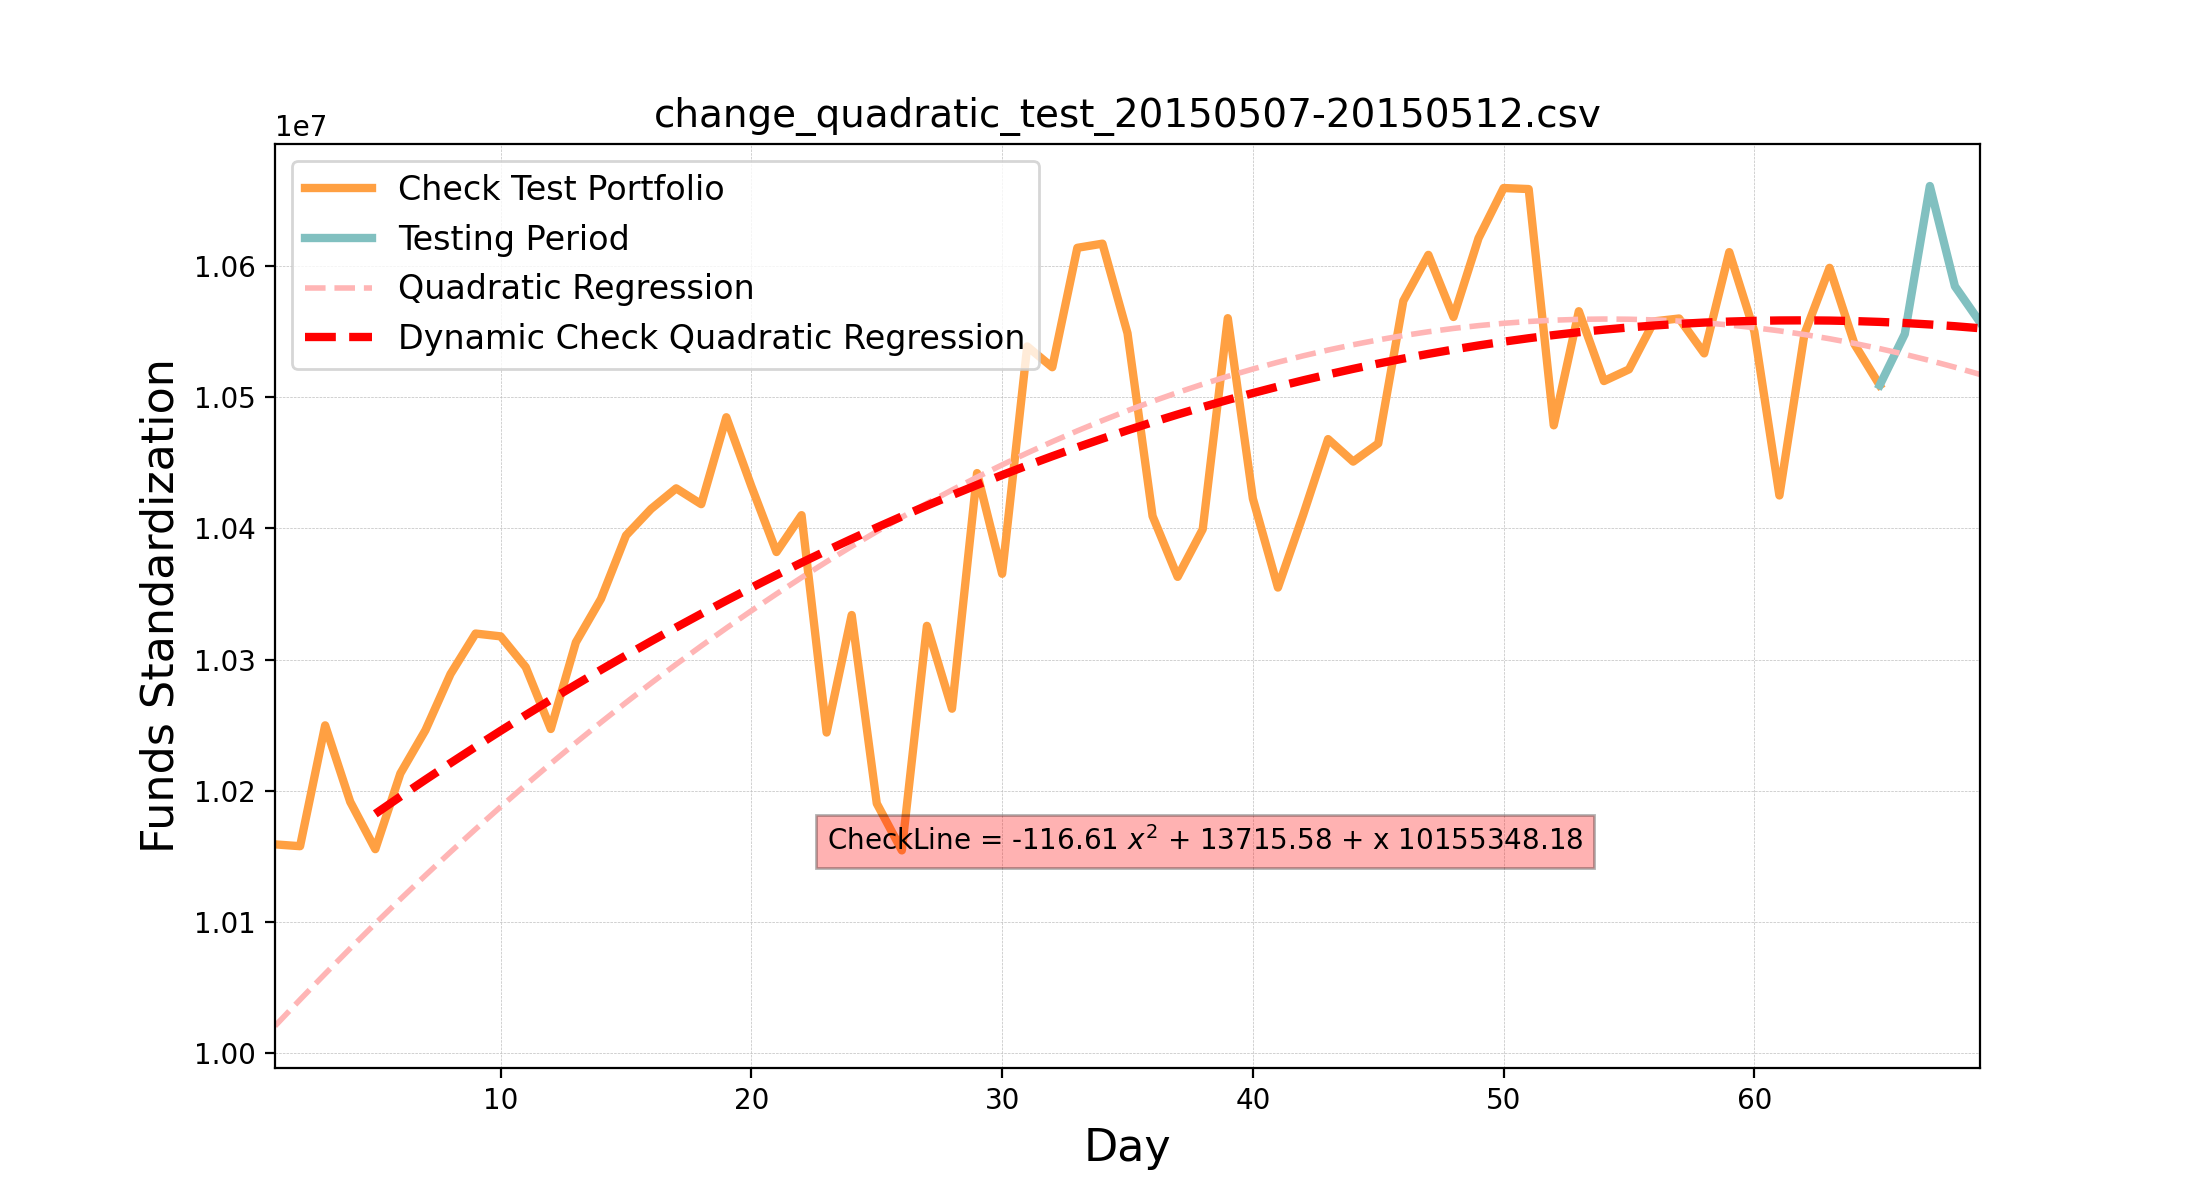 change_quadratic_test_20150507-20150512.csv
1e7
Check Test Portfolio
Testing Period
Quadratic Regression
Dynamic Check Quadratic Regression
Funds Standardization
1.06
1.05
1.04
1.03
1.02
1.01
1.00
CheckLine = -116.61 x² + 13715.58 + x 10155348.18
10 20 30 40 50 60
Day